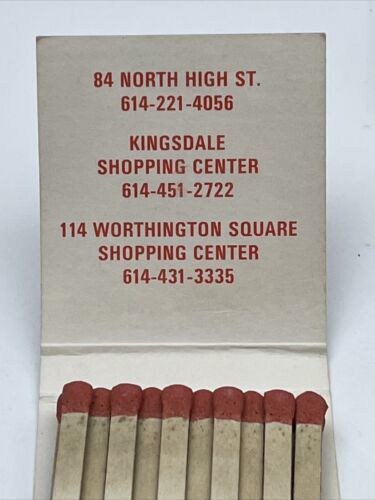 84 NORTH HIGH ST.
614-221-4056
KINGSDALE
SHOPPING CENTER
614-451-2722
114 WORTHINGTON SQUARE
SHOPPING CENTER
614-431-3335